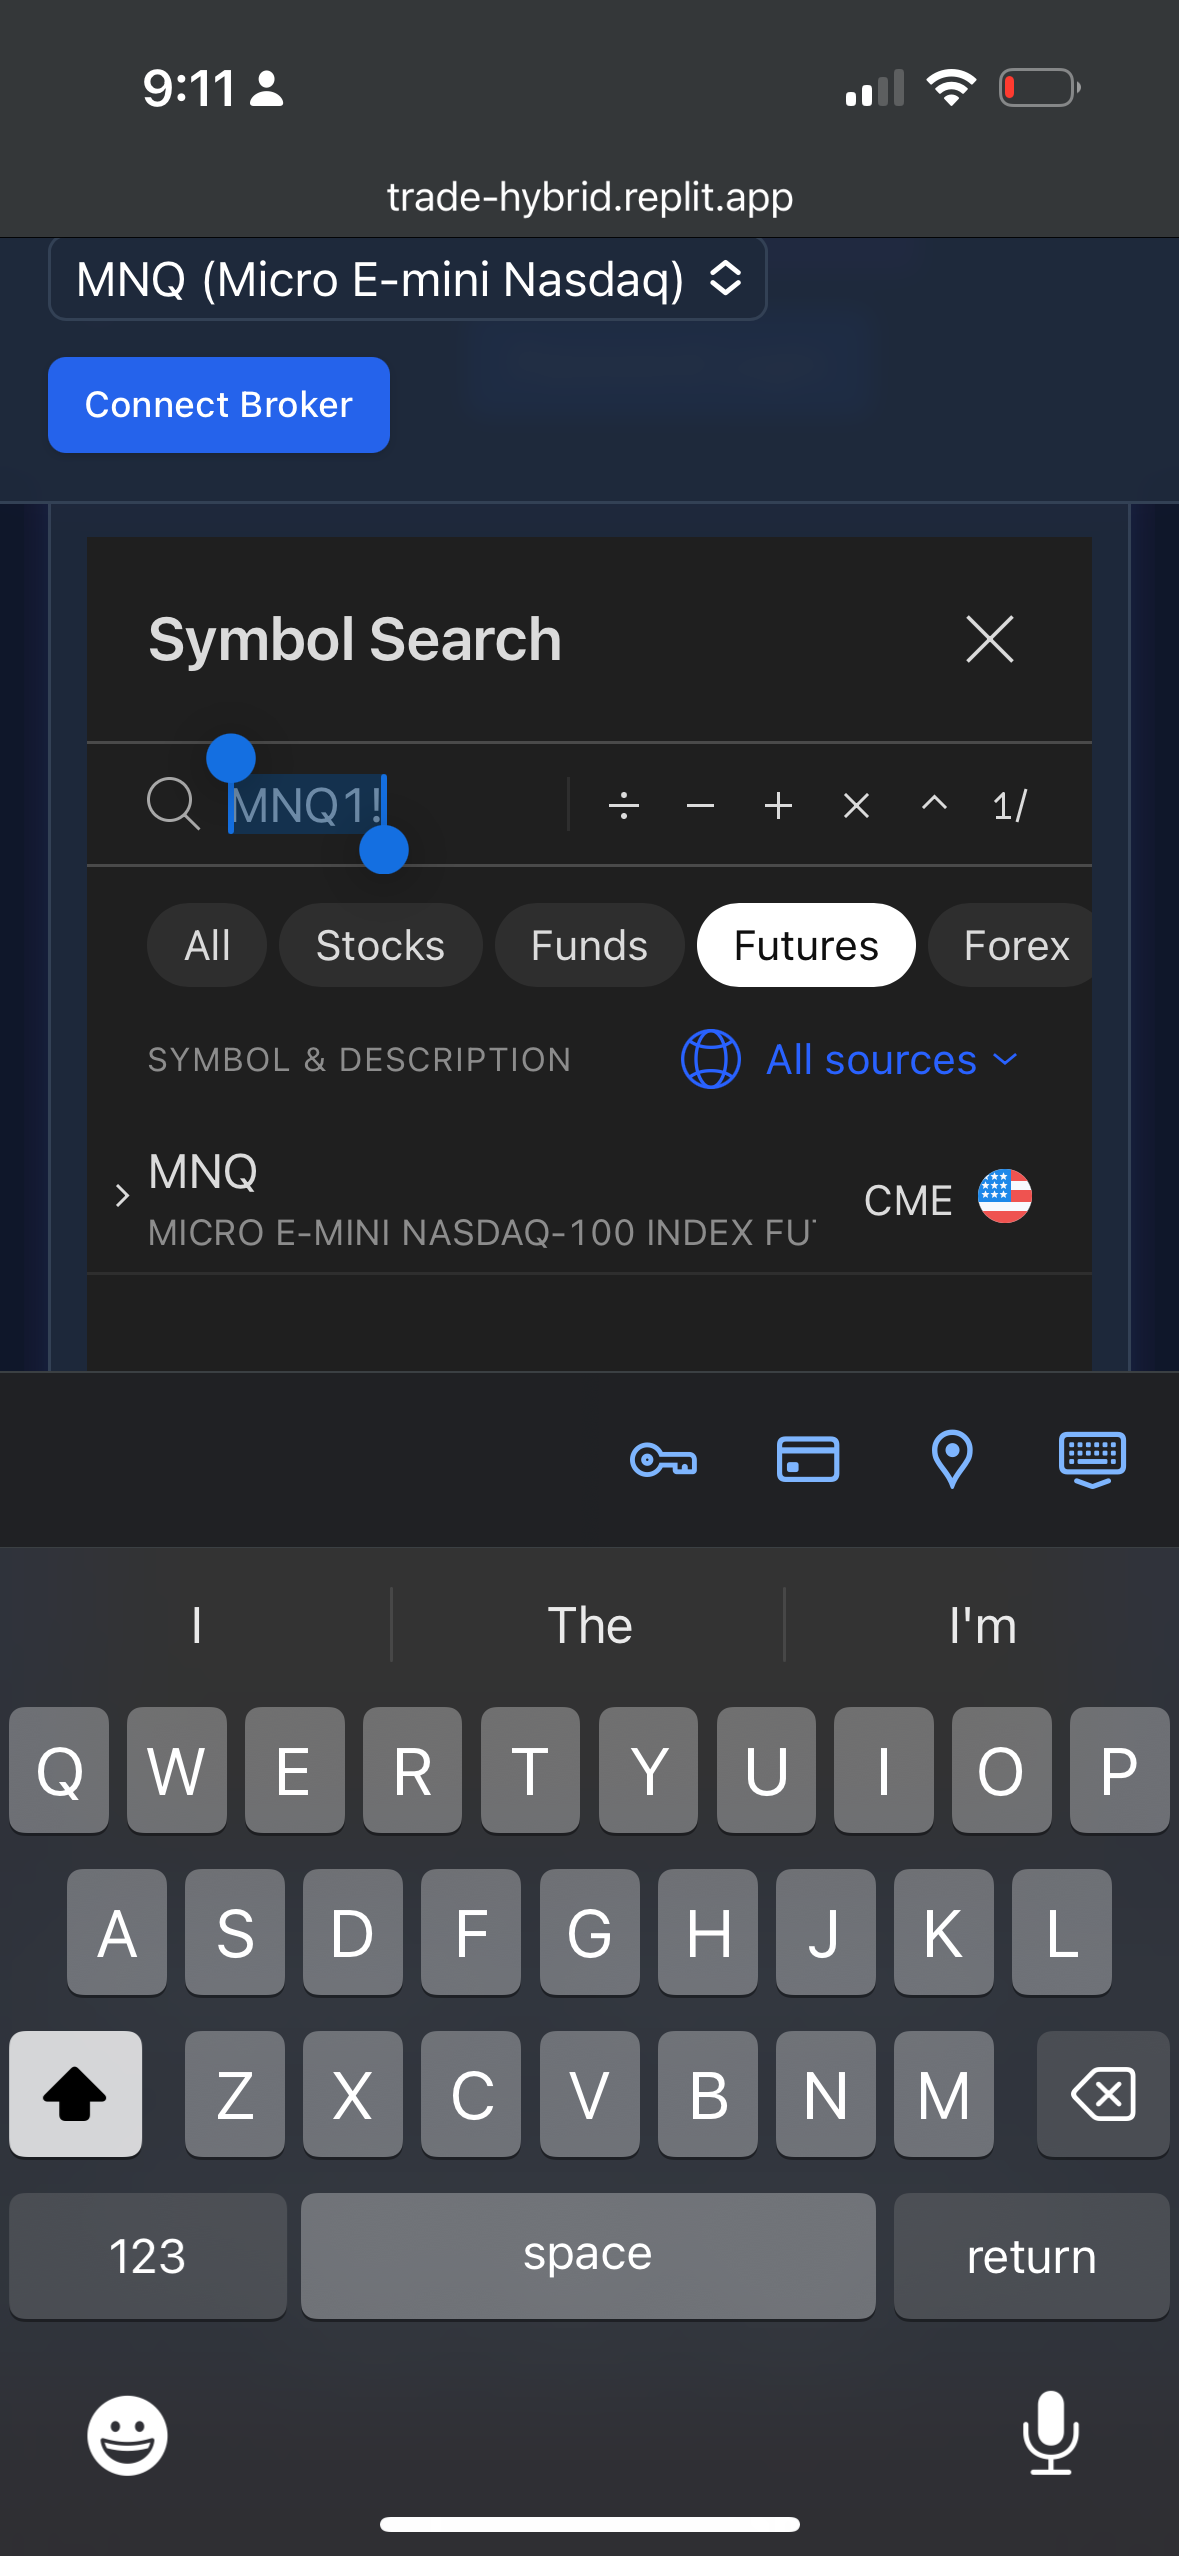 9:11
trade-hybrid.replit.app
MNQ (Micro E-mini Nasdaq)
Connect Broker
Symbol Search
MNQ1! ÷ − + × ^ 1/
All Stocks Funds Futures Forex
SYMBOL & DESCRIPTION All sources
MNQ
CME
MICRO E-MINI NASDAQ-100 INDEX FU
I The I'm
Q W E R T Y U I O P
A S D F G H J K L
Z X C V B N M
123 space return